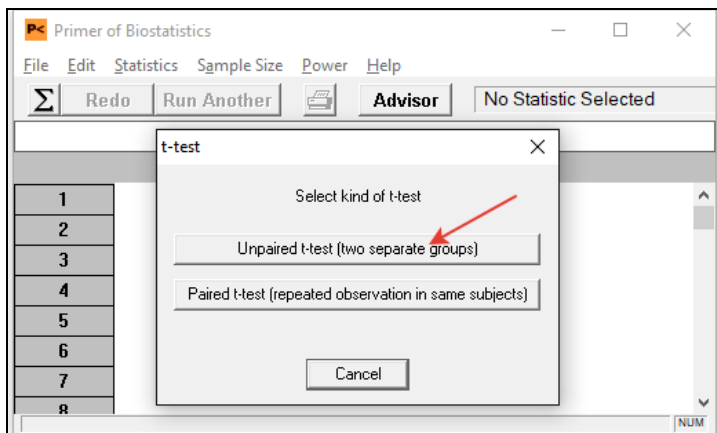 P< Primer of Biostatistics
File Edit Statistics Sample Size Power Help
Σ Redo Run Another Advisor No Statistic Selected
t-test
Select kind of t-test
Unpaired t-test (two separate groups)
Paired t-test (repeated observation in same subjects)
Cancel
1
2
3
4
5
6
7
8
NUM